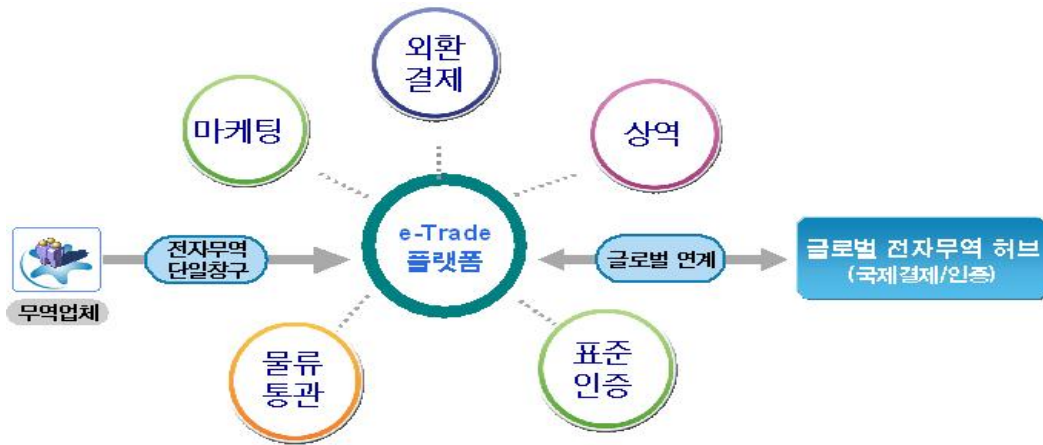 외환
결제
마케팅
상역
e-Trade
플랫폼
전자무역
단일창구
글로벌 연계
글로벌 전자무역 허브
(국제결제/인증)
무역업체
물류
통관
표준
인증